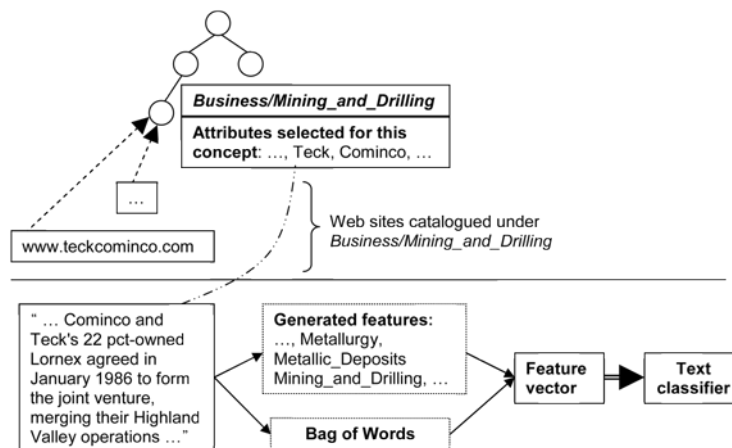 Business/Mining_and_Drilling
Attributes selected for this
concept: …, Teck, Cominco, …
…
www.teckcominco.com
Web sites catalogued under
Business/Mining_and_Drilling
“ … Cominco and
Teck's 22 pct-owned
Lornex agreed in
January 1986 to form
the joint venture,
merging their Highland
Valley operations …”
Generated features:
…, Metallurgy,
Metallic_Deposits
Mining_and_Drilling, …
Bag of Words
Feature
vector
Text
classifier